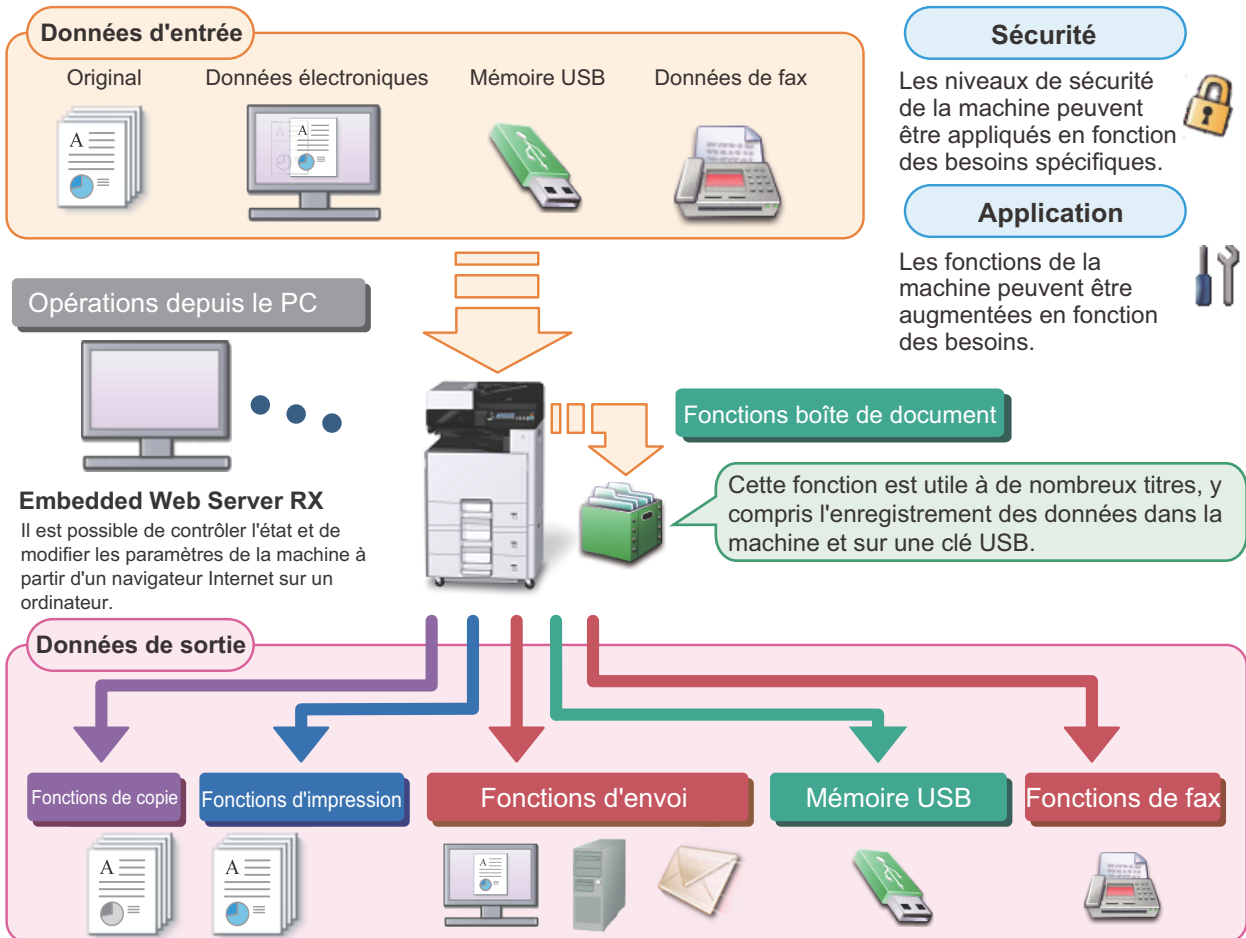 Données d'entrée
Original
Données électroniques
Mémoire USB
Données de fax
Sécurité
Les niveaux de sécurité
de la machine peuvent
être appliqués en fonction
des besoins spécifiques.
Application
Les fonctions de la
machine peuvent être
augmentées en fonction
des besoins.
Opérations depuis le PC
Embedded Web Server RX
Il est possible de contrôler l'état et de
modifier les paramètres de la machine à
partir d'un navigateur Internet sur un
ordinateur.
Fonctions boîte de document
Cette fonction est utile à de nombreux titres, y
compris l'enregistrement des données dans la
machine et sur une clé USB.
Données de sortie
Fonctions de copie
Fonctions d'impression
Fonctions d'envoi
Mémoire USB
Fonctions de fax
A
A
A
A
A
A